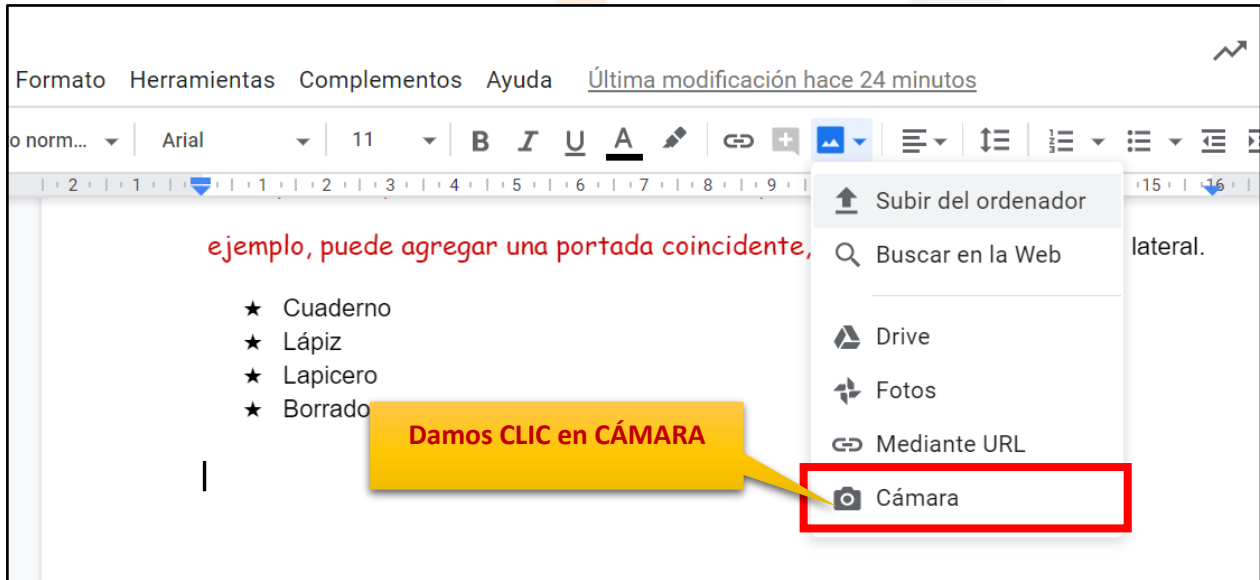 Formato Herramientas Complementos Ayuda Última modificación hace 24 minutos
o norm... Arial 11 B I U A
2 1 1 2 3 4 5 6 7 8 9 15 16
Subir del ordenador
ejemplo, puede agregar una portada coincidente, lateral.
Buscar en la Web
★ Cuaderno
★ Lápiz
Drive
★ Lapicero
Fotos
★ Borrado
Damos CLIC en CÁMARA
Mediante URL
Cámara